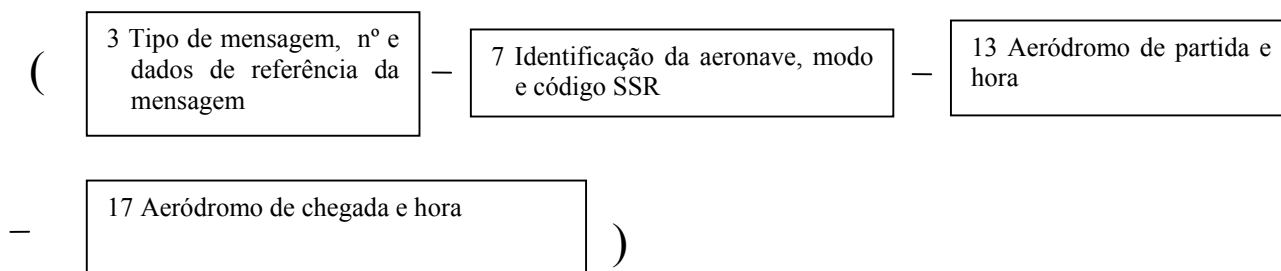 ( 3 Tipo de mensagem, nº e
dados de referência da
mensagem
– 7 Identificação da aeronave, modo
e código SSR
– 13 Aeródromo de partida e
hora
– 17 Aeródromo de chegada e hora )